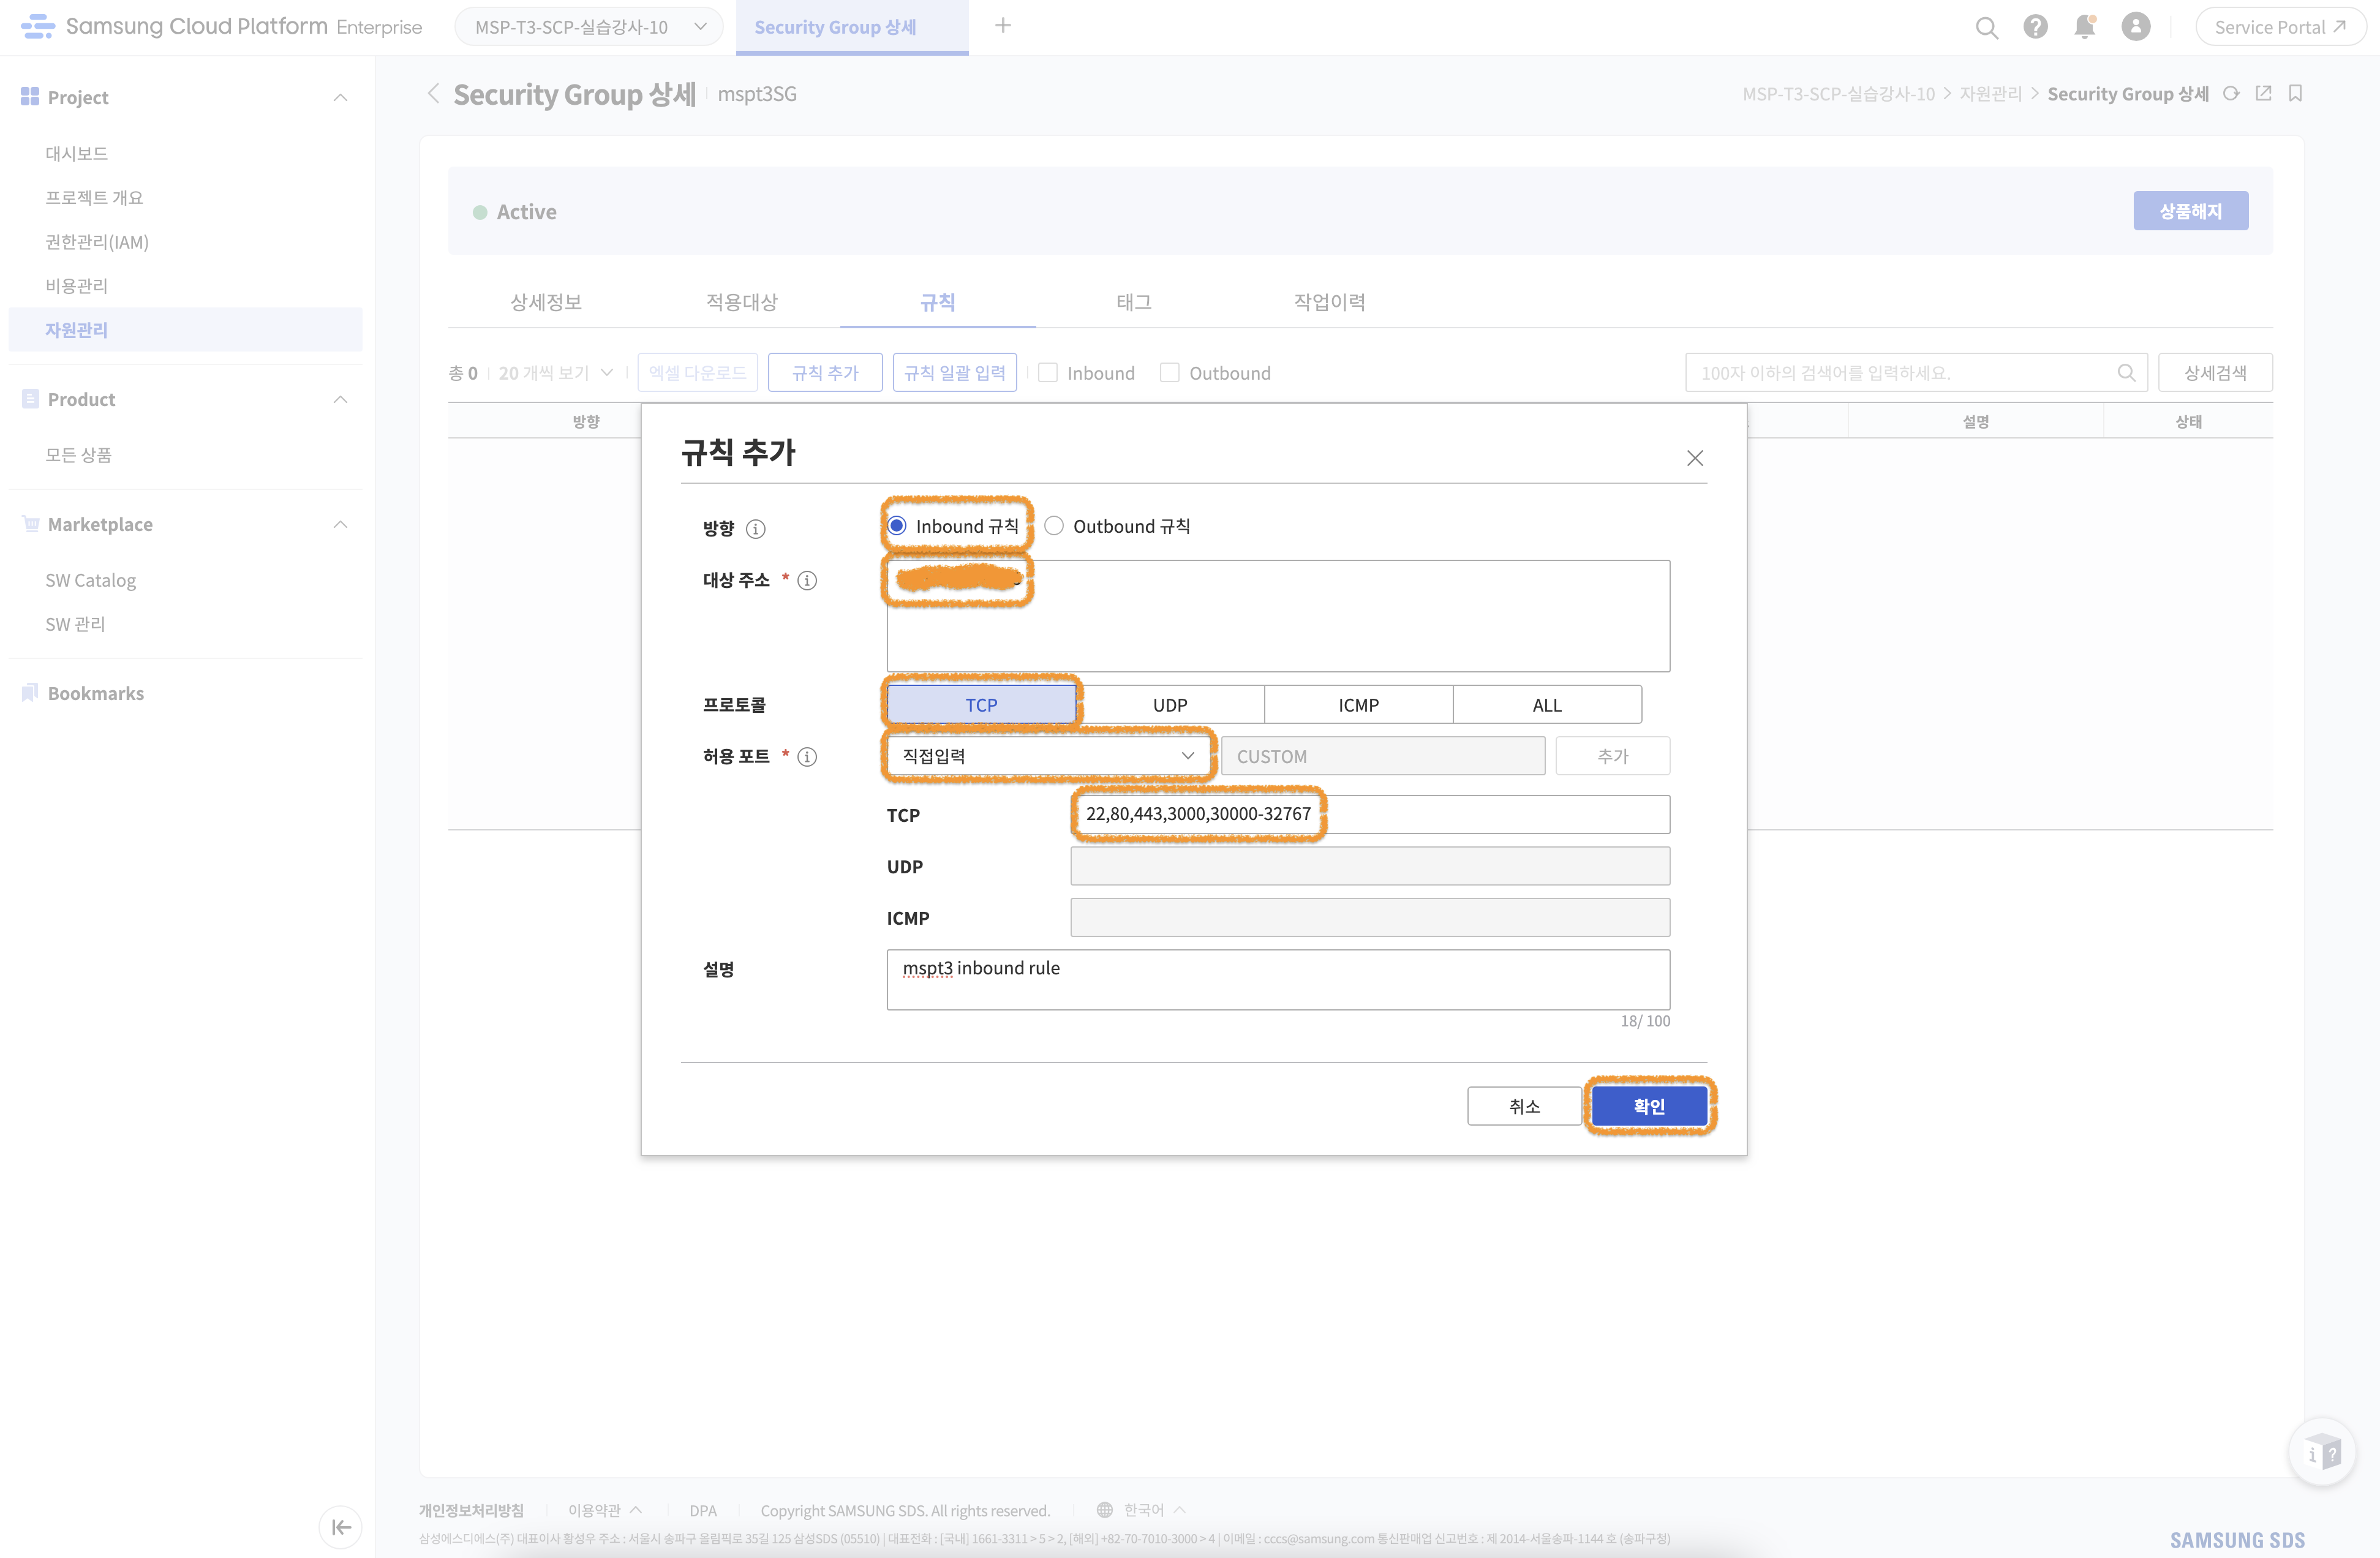 Samsung Cloud Platform Enterprise
MSP-T3-SCP-실습강사-10
Security Group 상세
Service Portal
Project
대시보드
프로젝트 개요
권한관리(IAM)
비용관리
자원관리
Product
모든 상품
Marketplace
SW Catalog
SW 관리
Bookmarks
Security Group 상세 mspt3SG
MSP-T3-SCP-실습강사-10 > 자원관리 > Security Group 상세
Active
상품해지
상세정보 적용대상 규칙 태그 작업이력
총 0 20 개씩 보기 엑셀 다운로드 규칙 추가 규칙 일괄 입력 Inbound Outbound 100자 이하의 검색어를 입력하세요. 상세검색
방향 설명 상태
규칙 추가
방향 Inbound 규칙 Outbound 규칙
대상 주소 *
프로토콜 TCP UDP ICMP ALL
허용 포트 * 직접입력 CUSTOM 추가
TCP 22,80,443,3000,30000-32767
UDP
ICMP
설명 mspt3 inbound rule
18/ 100
취소 확인
개인정보처리방침 이용약관 DPA Copyright SAMSUNG SDS. All rights reserved. 한국어
삼성에스디에스(주) 대표이사 황성우 주소 : 서울시 송파구 올림픽로 35길 125 삼성SDS (05510) | 대표전화 : [국내] 1661-3311 > 5 > 2, [해외] +82-70-7010-3000 > 4 | 이메일 : cccs@samsung.com 통신판매업 신고번호 : 제 2014-서울송파-1144 호 (송파구청)
SAMSUNG SDS